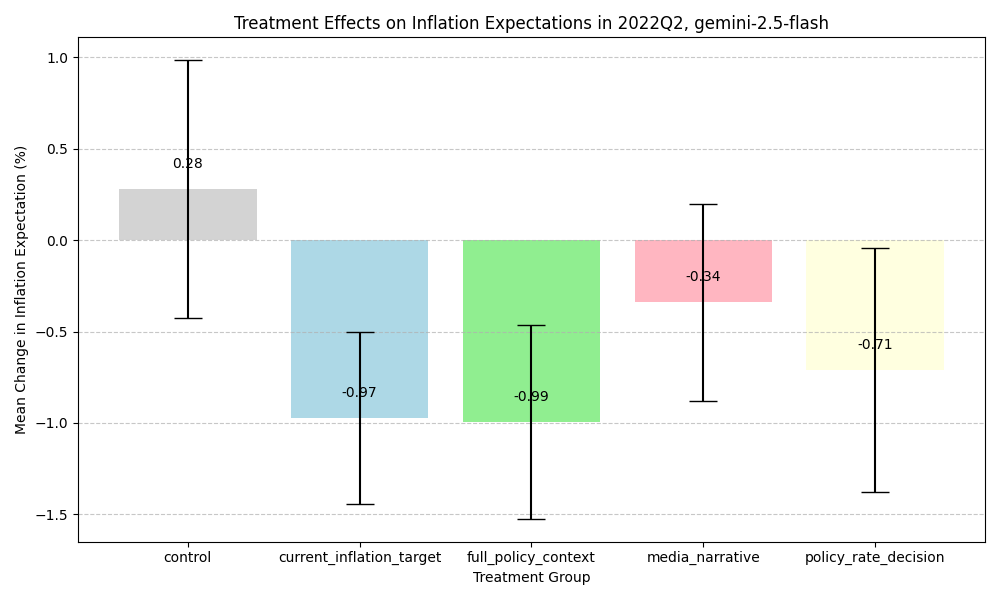 Treatment Effects on Inflation Expectations in 2022Q2, gemini-2.5-flash
Mean Change in Inflation Expectation (%)
1.0
0.5
0.0
−0.5
−1.0
−1.5
0.28
-0.97
-0.99
-0.34
-0.71
control
current_inflation_target
full_policy_context
media_narrative
policy_rate_decision
Treatment Group